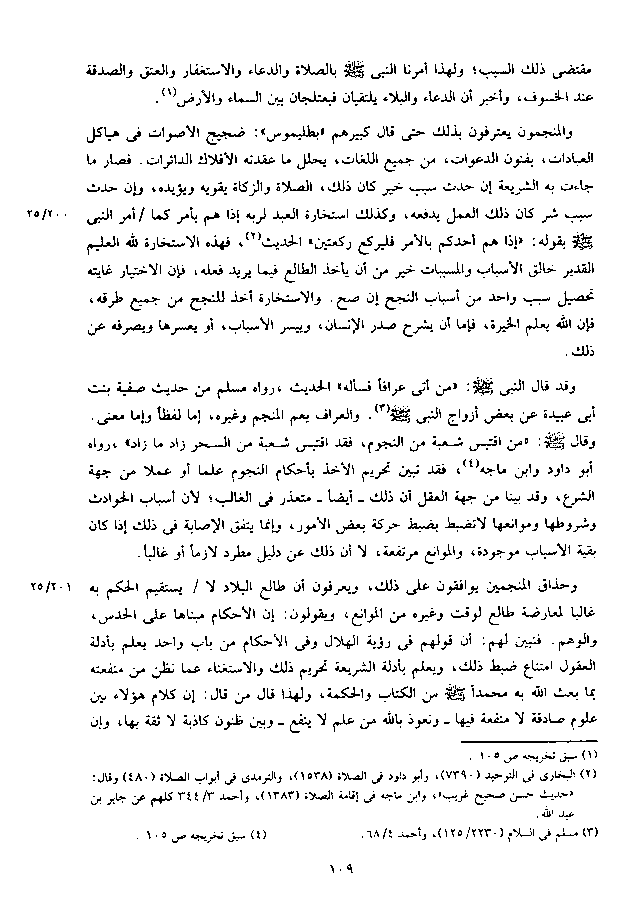 مقتضى ذلك السبب؛ ولهذا أمرنا النبى ﷺ بالصلاة والدعاء والاستغفار والعتق والصدقة
عند الخسوف، وأخبر أن الدعاء والبلاء يلتقيان فيعتلجان بين السماء والأرض(١).
والمنجمون يعترفون بذلك حتى قال كبيرهم «بطليموس»: ضجيج الأصوات فى هياكل
العبادات، بفنون الدعوات، من جميع اللغات، يحلل ما عقدته الأفلاك الدائرات. فصار ما
جاءت به الشريعة إن حدث سبب خير كان ذلك، الصلاة والزكاة يقويه ويؤيده، وإن حدث
سبب شر كان ذلك العمل يدفعه، وكذلك استخارة العبد لربه إذا هم بأمر كما / أمر النبى
٢٥/٢٠٠
ﷺ بقوله: «إذا هم أحدكم بالأمر فليركع ركعتين» الحديث(٢)، فهذه الاستخارة لله العليم
القدير خالق الأسباب والمسببات خير من أن يأخذ الطالع فيما يريد فعله، فإن الاختيار غايته
تحصيل سبب واحد من أسباب النجح إن صح. والاستخارة أخذ للنجح من جميع طرقه،
فإن الله يعلم الخيرة، فإما أن يشرح صدر الإنسان، وييسر الأسباب، أو يعسرها ويصرفه عن
ذلك.
وقد قال النبى ﷺ: «من أتى عرافاً فسأله» الحديث ،رواه مسلم من حديث صفية بنت
أبى عبيدة عن بعض أزواج النبى ﷺ(٣). والعراف يعم المنجم وغيره، إما لفظاً وإما معنى.
وقال ﷺ: «من اقتبس شعبة من النجوم، فقد اقتبس شعبة من السحر زاد ما زاد» ،رواه
أبو داود وابن ماجه(٤)، فقد تبين تحريم الأخذ بأحكام النجوم علما أو عملا من جهة
الشرع، وقد بينا من جهة العقل أن ذلك ـ أيضاً ـ متعذر فى الغالب؛ لأن أسباب الحوادث
وشروطها وموانعها لاتضبط بضبط حركة بعض الأمور، وإنما يتفق الإصابة فى ذلك إذا كان
بقية الأسباب موجودة، والموانع مرتفعة، لا أن ذلك عن دليل مطرد لازماً أو غالباً.
وحذاق المنجمين يوافقون على ذلك، ويعرفون أن طالع البلاد لا / يستقيم الحكم به
٢٥/٢٠١
غالبا لمعارضة طالع لوقت وغيره من الموانع، ويقولون: إن الأحكام مبناها على الحدس،
والوهم. فتبين لهم: أن قولهم فى رؤية الهلال وفى الأحكام من باب واحد يعلم بأدلة
العقول امتناع ضبط ذلك، ويعلم بأدلة الشريعة تحريم ذلك والاستغناء عما نظن من منفعته
بما بعث الله به محمداً ﷺ من الكتاب والحكمة، ولهذا قال من قال: إن كلام هؤلاء بين
علوم صادقة لا منفعة فيها ـ ونعوذ بالله من علم لا ينفع ـ وبين ظنون كاذبة لا ثقة بها، وإن
(١) سبق تخريجه ص ١٠٥ .
(٢) البخارى فى التوحيد (٧٣٩٠)، وأبو داود فى الصلاة (١٥٣٨)، والترمذى فى أبواب الصلاة (٤٨٠) وقال:
«حديث حسن صحيح غريب»، وابن ماجه فى إقامة الصلاة (١٣٨٣)، وأحمد ٣/ ٣٤٤ كلهم عن جابر بن
عبد الله.
(٣) مسلم فى السلام (١٢٥/٢٢٣٠)، وأحمد ٦٨/٤. (٤) سبق تخريجه ص ١٠٥ .
١٠٩